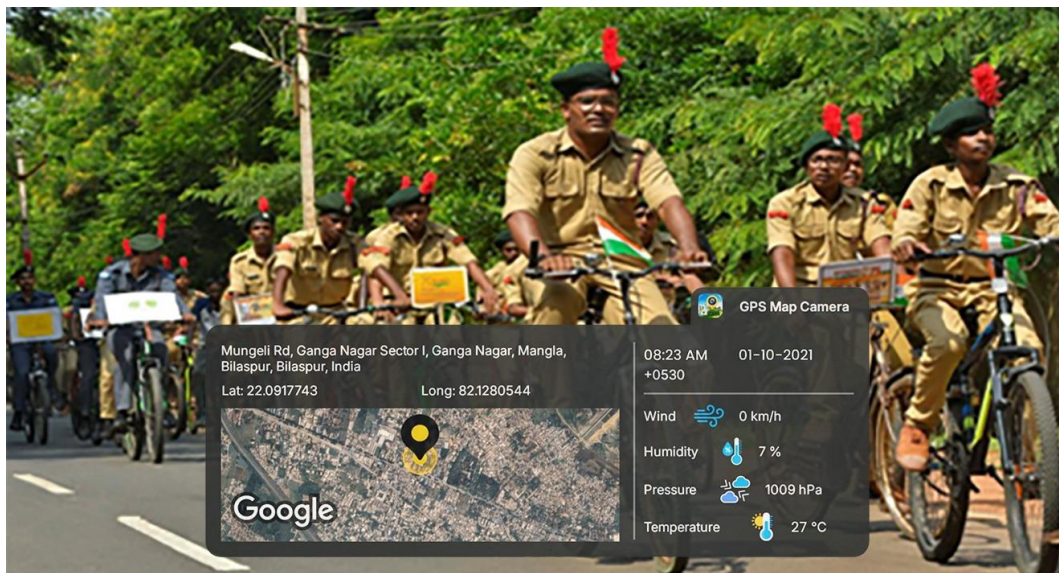 GPS Map Camera
Mungeli Rd, Ganga Nagar Sector I, Ganga Nagar, Mangla,
Bilaspur, Bilaspur, India
Lat: 22.0917743 Long: 82.1280544
Google
08:23 AM 01-10-2021
+0530
Wind 0 km/h
Humidity 7 %
Pressure 1009 hPa
Temperature 27 °C